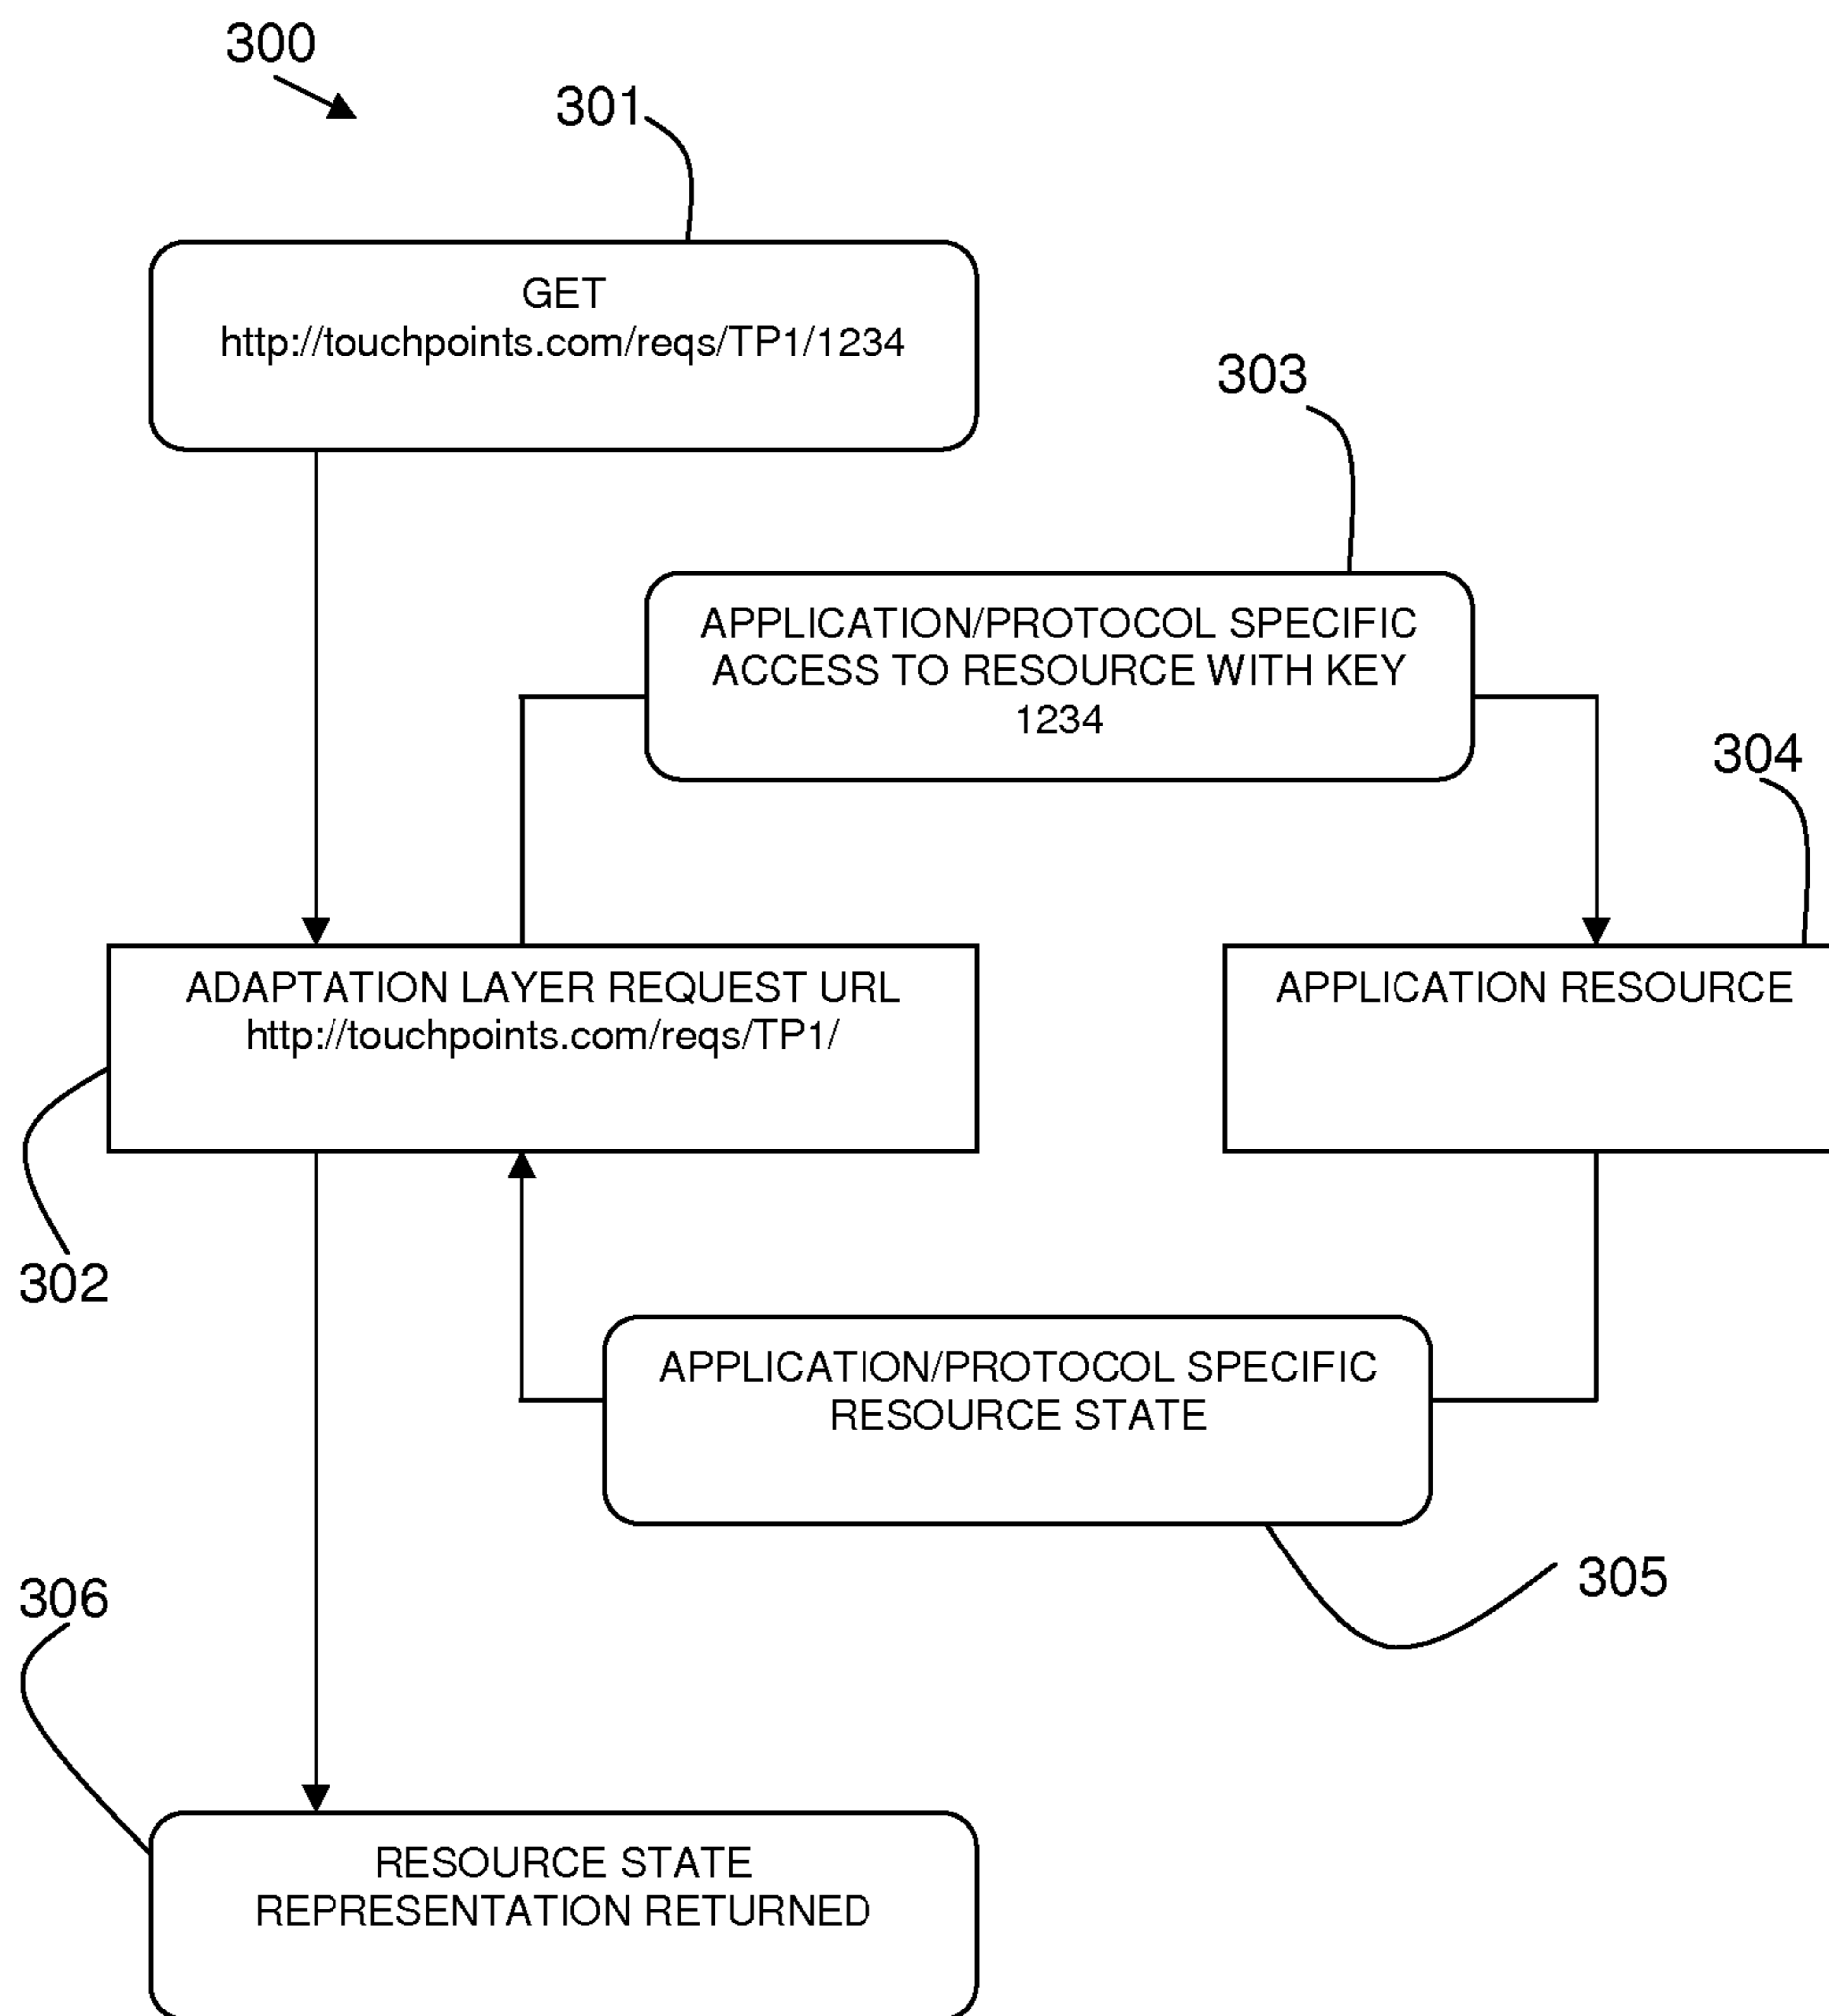 300
301
GET
http://touchpoints.com/reqs/TP1/1234
303
APPLICATION/PROTOCOL SPECIFIC
ACCESS TO RESOURCE WITH KEY
1234
304
ADAPTATION LAYER REQUEST URL
http://touchpoints.com/reqs/TP1/
APPLICATION RESOURCE
302
APPLICATION/PROTOCOL SPECIFIC
RESOURCE STATE
305
306
RESOURCE STATE
REPRESENTATION RETURNED